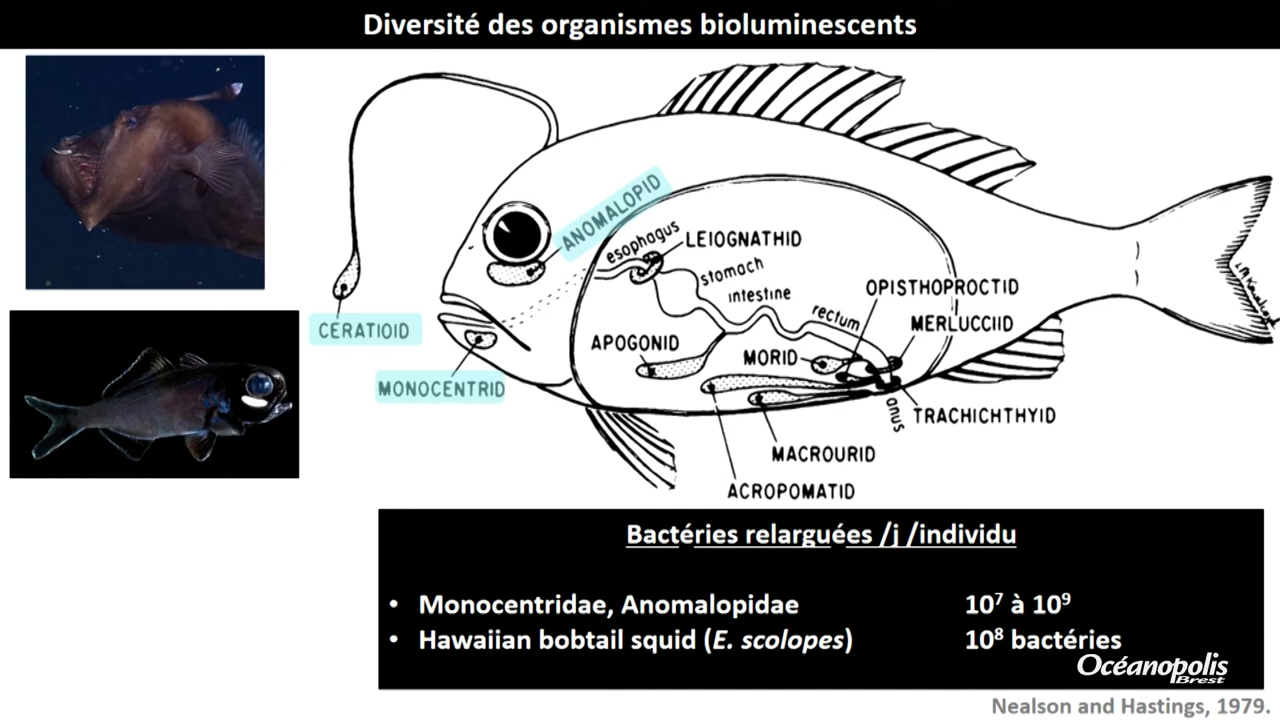 Diversité des organismes bioluminescents
ANOMALOPID
esophagus
LEIOGNATHID
stomach
intestine
OPISTHOPROCTID
rectum
MERLUCCIID
CERATIOID
APOGONID
MORID
MONOCENTRID
anus
TRACHICHTHYID
MACROURID
ACROPOMATID
Bactéries relarguées /j /individu
• Monocentridae, Anomalopidae 10⁷ à 10⁹
• Hawaiian bobtail squid (E. scolopes) 10⁸ bactéries
Océanopolis
Brest
Nealson and Hastings, 1979.